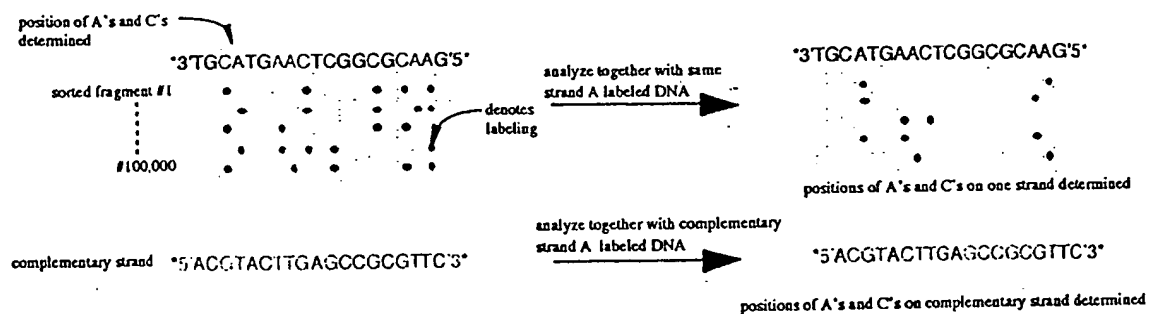 position of A's and C's
determined
*3'TGCATGAACTCGGCGCAAG'5*
sorted fragment #1
#100,000
denotes
labeling
analyze together with same
strand A labeled DNA
*3'TGCATGAACTCGGCGCAAG'5*
positions of A's and C's on one strand determined
complementary strand
*5'ACGTACTTGAGCCGCGTTC'3*
analyze together with complementary
strand A labeled DNA
*5'ACGTACTTGAGCCGCGTTC'3*
positions of A's and C's on complementary strand determined